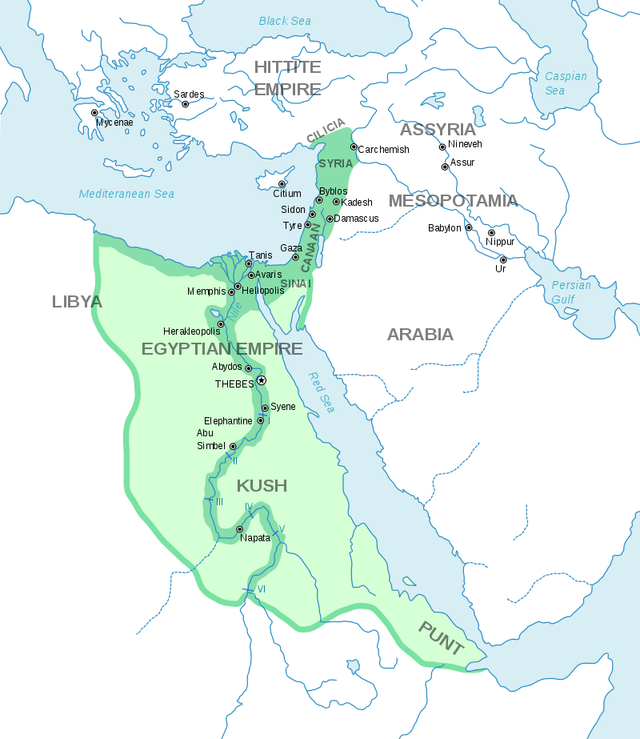 Black Sea
HITTITE
EMPIRE
Caspian
Sea
Sardes
Mycenae
CILICIA
ASSYRIA
Carchemish
Nineveh
SYRIA
Assur
Mediterranean Sea
Citium
Byblos
Kadesh
MESOPOTAMIA
Sidon
Damascus
Tyre
Babylon
Nippur
CANAAN
Gaza
Tanis
Ur
Avaris
SINAI
Persian
Gulf
Memphis
Heliopolis
LIBYA
Nile
Herakleopolis
ARABIA
EGYPTIAN EMPIRE
Abydos
THEBES
Red Sea
Syene
Elephantine
I
Abu
Simbel
II
KUSH
III
IV
V
Napata
VI
PUNT